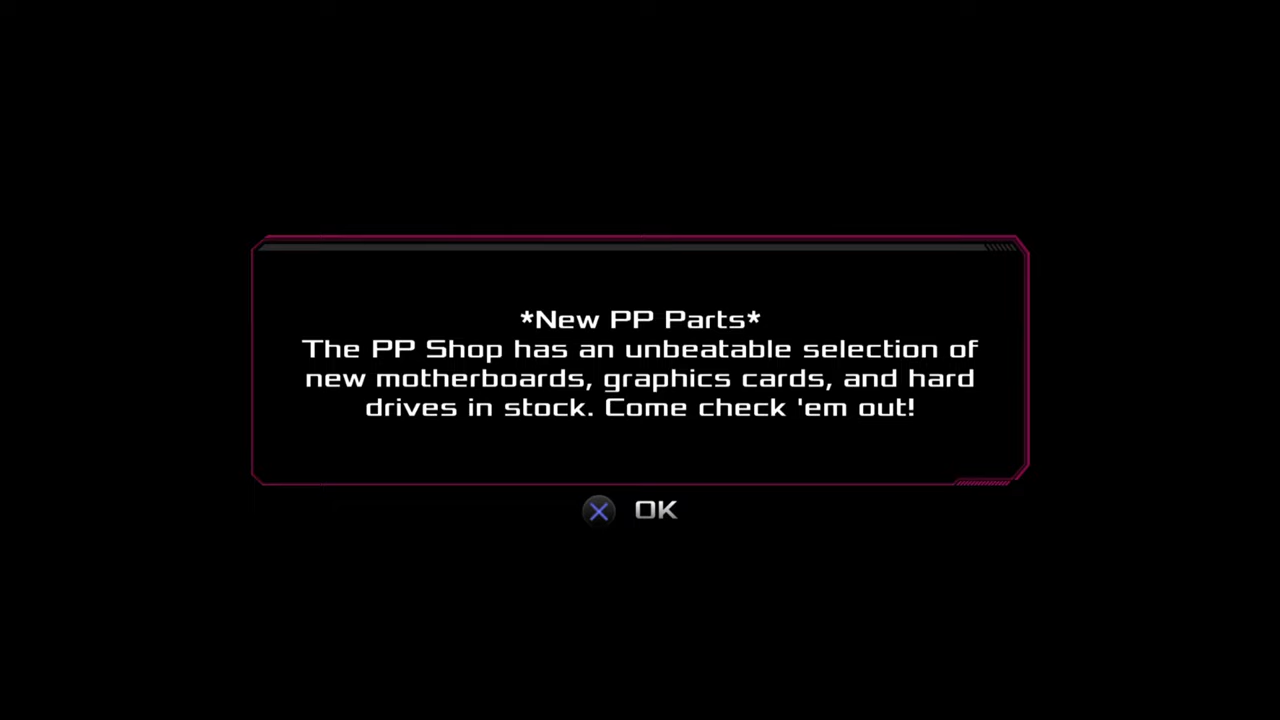 *New PP Parts*
The PP Shop has an unbeatable selection of
new motherboards, graphics cards, and hard
drives in stock. Come check 'em out!
OK